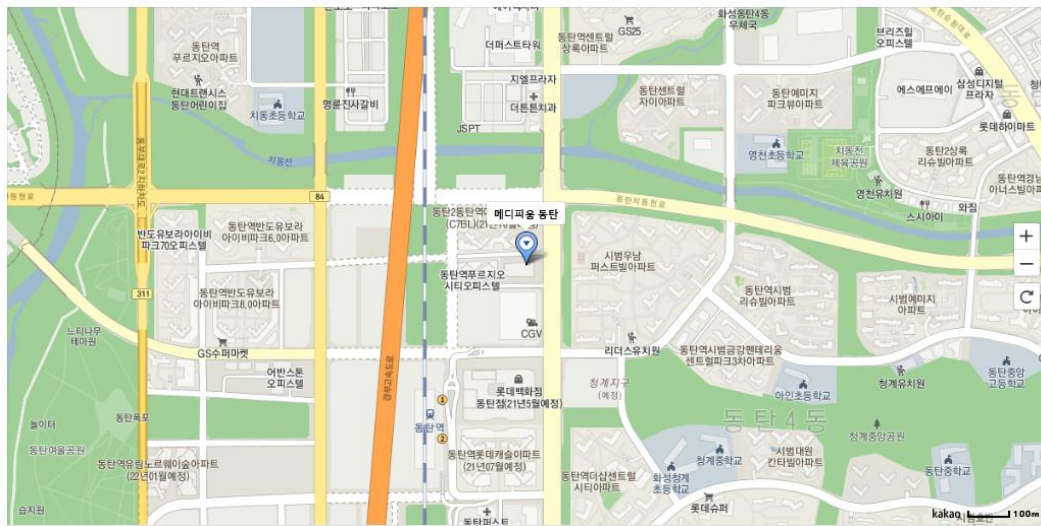 더퍼스트타워
동탄역센트럴
상록아파트
GS25
화성동탄4동
우체국
브리즈힐
오피스텔
동탄역
푸르지오아파트
지엘프라자
현대트랜시스
동탄어린이집
명륜진사갈비
더튼튼치과
동탄센트럴
자이아파트
동탄예미지
파크뷰아파트
에스에프에이
삼성디지털
프라자
치동초등학교
JSPT
롯데하이마트
영천초등학교
치동천
체육공원
동탄2상록
리슈빌아파트
치동천
영천유치원
동탄역경남
아너스빌아파
84
동탄치동천로
스시아이
와짐
메디피움 동탄
반도유보라아이비
파크70오피스텔
동탄역반도유보라
아이비파크6.0아파트
시범우남
퍼스트빌아파트
동탄역푸르지오
시티오피스텔
311
동탄역반도유보라
아이비파크8.0아파트
동탄역시범
리슈빌아파트
시범예미지
아파트
느티나무
테마원
CGV
GS수퍼마켓
리더스유치원
동탄역시범금강펜테리움
센트럴파크3차아파트
경부고속도로
어반스톤
오피스텔
롯데백화점
동탄점(21년5월예정)
청계지구
(예정)
아인초등학교
청계유치원
동탄중앙
고등학교
1
동탄역
2
놀이터
동탄폭포
동탄4동
청계중앙공원
동탄여울공원
동탄역유림노르웨이숲아파트
(22년01월예정)
동탄역롯데캐슬아파트
(21년07월예정)
동탄역더샵센트럴
시티아파트
화성청계
초등학교
청계중학교
시범대원
칸타빌아파트
동탄중학교
습지원
동탄퍼스트
롯데슈퍼
kakao
100m